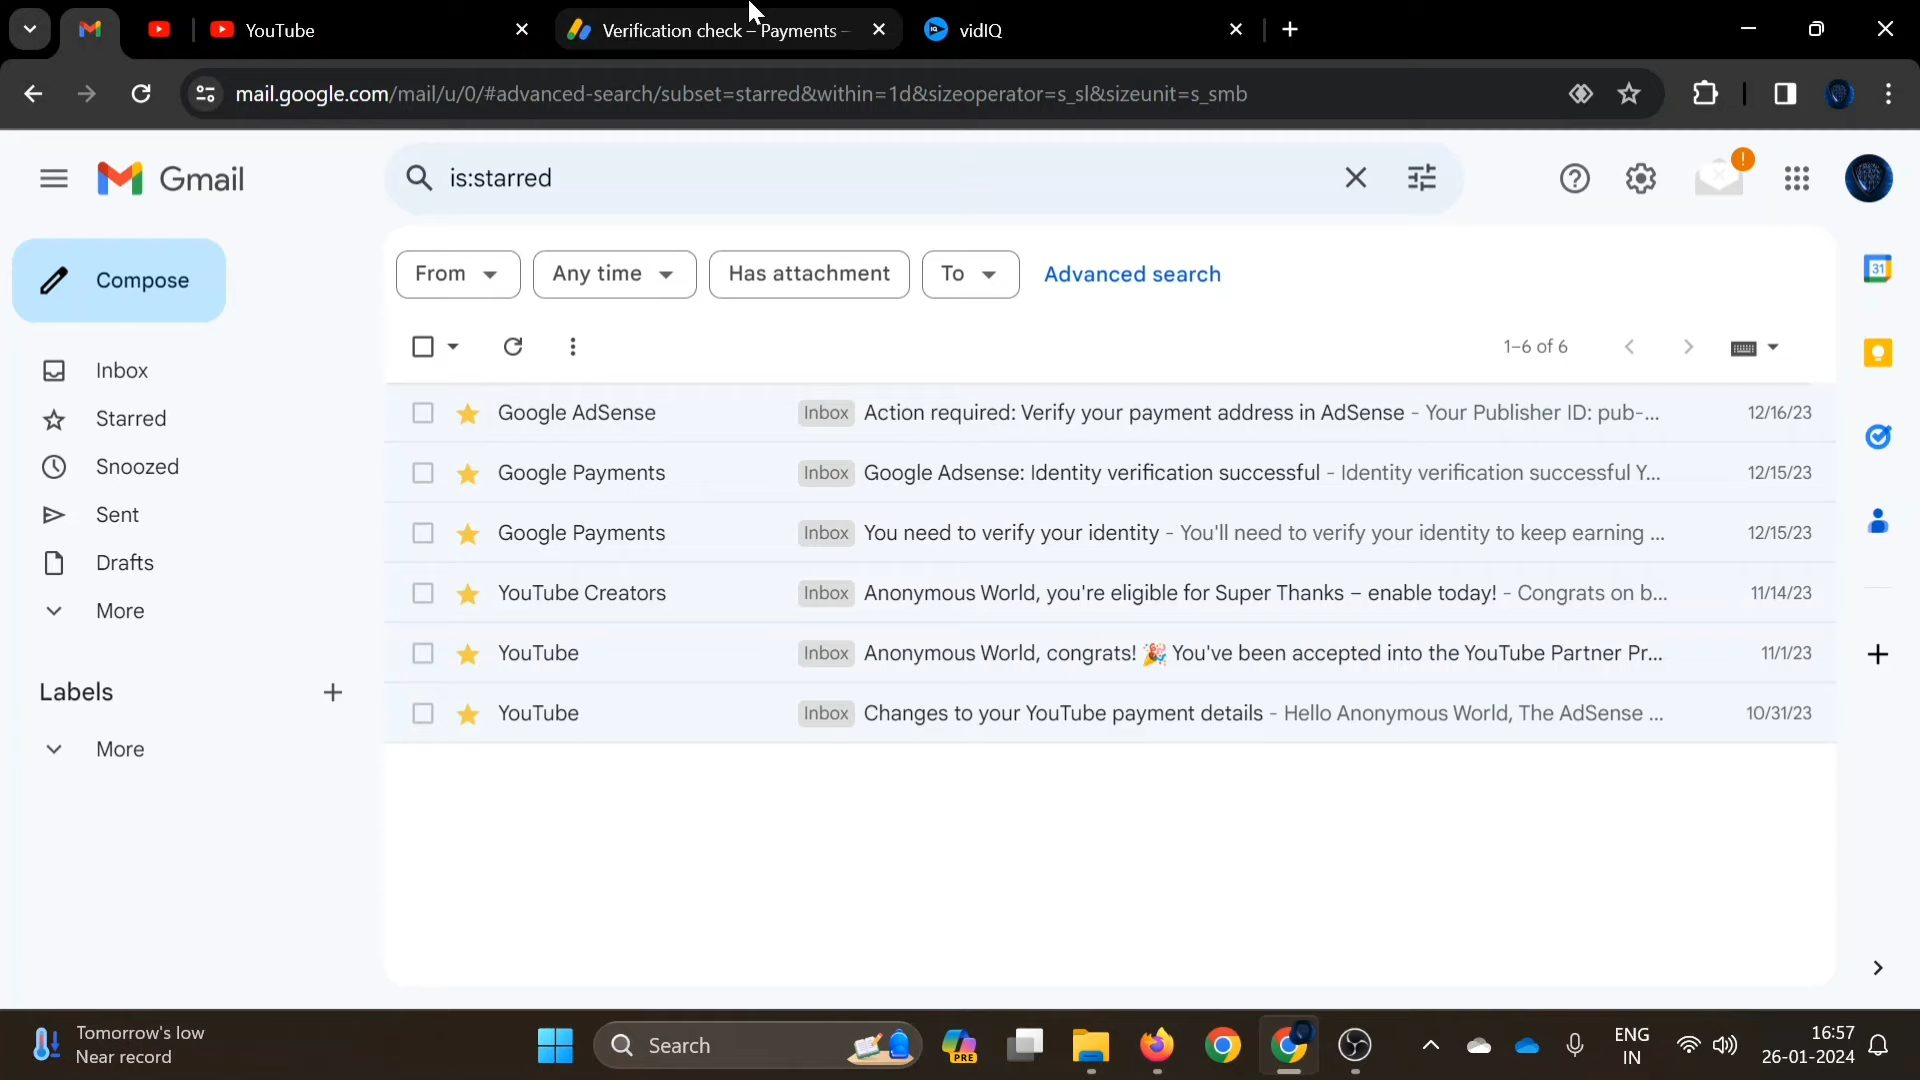 YouTube
Verification check – Payments –
vidIQ
mail.google.com/mail/u/0/#advanced-search/subset=starred&within=1d&sizeoperator=s_sl&sizeunit=s_smb
Gmail
is:starred
Compose
From
Any time
Has attachment
To
Advanced search
1–6 of 6
Inbox
Starred
Snoozed
Sent
Drafts
More
Labels
More
Google AdSense Inbox Action required: Verify your payment address in AdSense - Your Publisher ID: pub-... 12/16/23
Google Payments Inbox Google Adsense: Identity verification successful - Identity verification successful Y... 12/15/23
Google Payments Inbox You need to verify your identity - You'll need to verify your identity to keep earning ... 12/15/23
YouTube Creators Inbox Anonymous World, you're eligible for Super Thanks – enable today! - Congrats on b... 11/14/23
YouTube Inbox Anonymous World, congrats! 🎉 You've been accepted into the YouTube Partner Pr... 11/1/23
YouTube Inbox Changes to your YouTube payment details - Hello Anonymous World, The AdSense ... 10/31/23
31
Tomorrow's low
Near record
Search
PRE
ENG
IN
16:57
26-01-2024